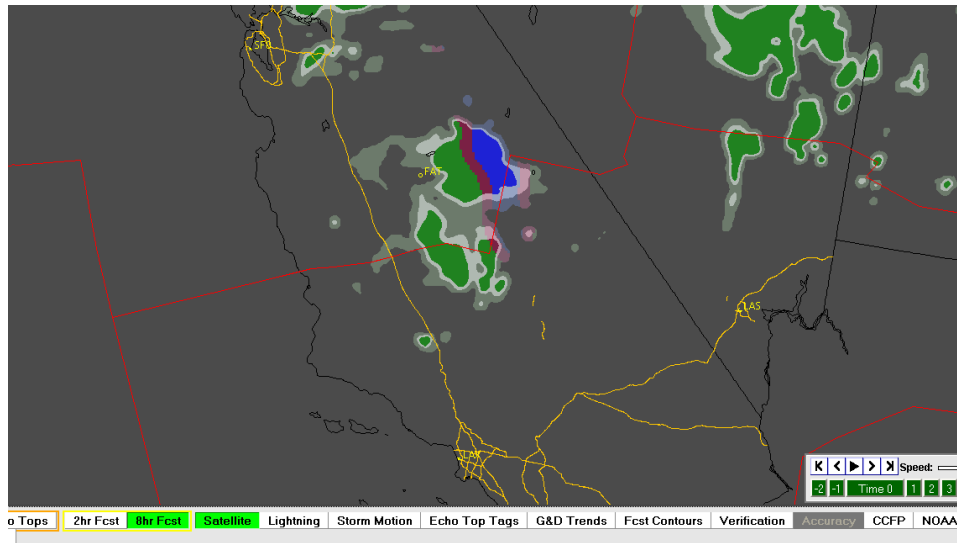 SFO
FAT
LAS
LAX
Speed:
-2 -1 Time 0 1 2 3
o Tops 2hr Fcst 8hr Fcst Satellite Lightning Storm Motion Echo Top Tags G&D Trends Fcst Contours Verification Accuracy CCFP NOAA